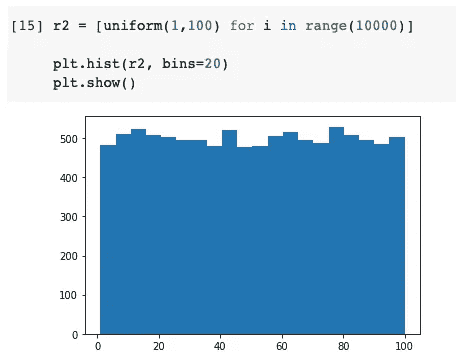 [15] r2 = [uniform(1,100) for i in range(10000)]
plt.hist(r2, bins=20)
plt.show()
500
400
300
200
100
0
0 20 40 60 80 100